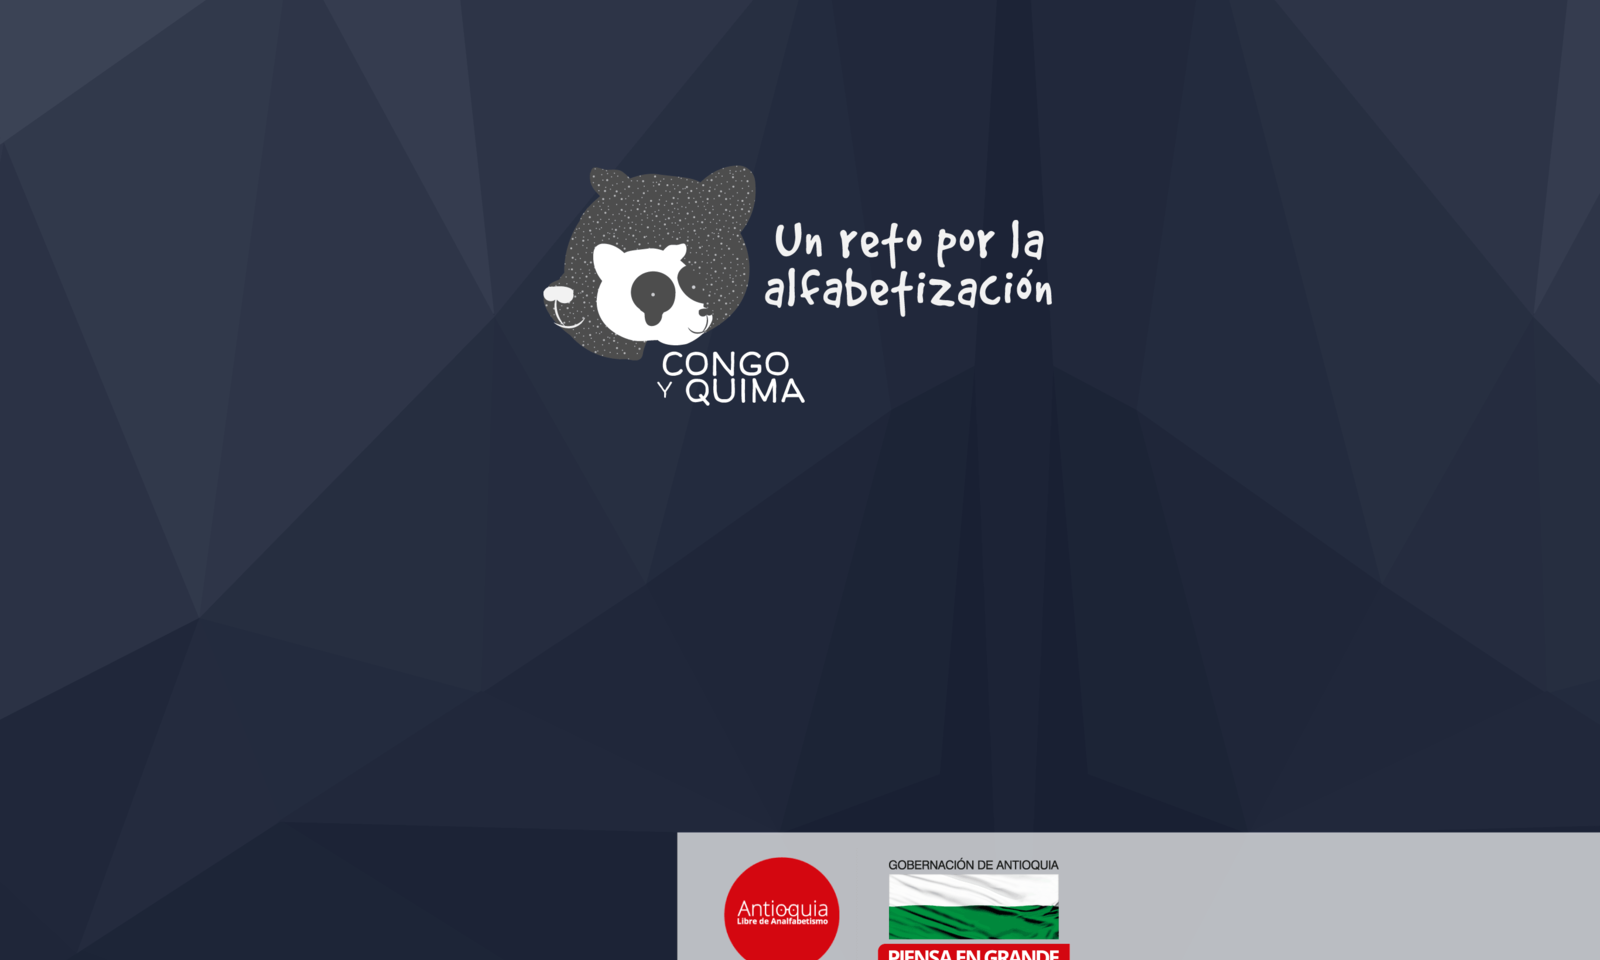 Un reto por la
alfabetización
CONGO
Y QUIMA
Antioquia
Libre de Analfabetismo
GOBERNACIÓN DE ANTIOQUIA
PIENSA EN GRANDE